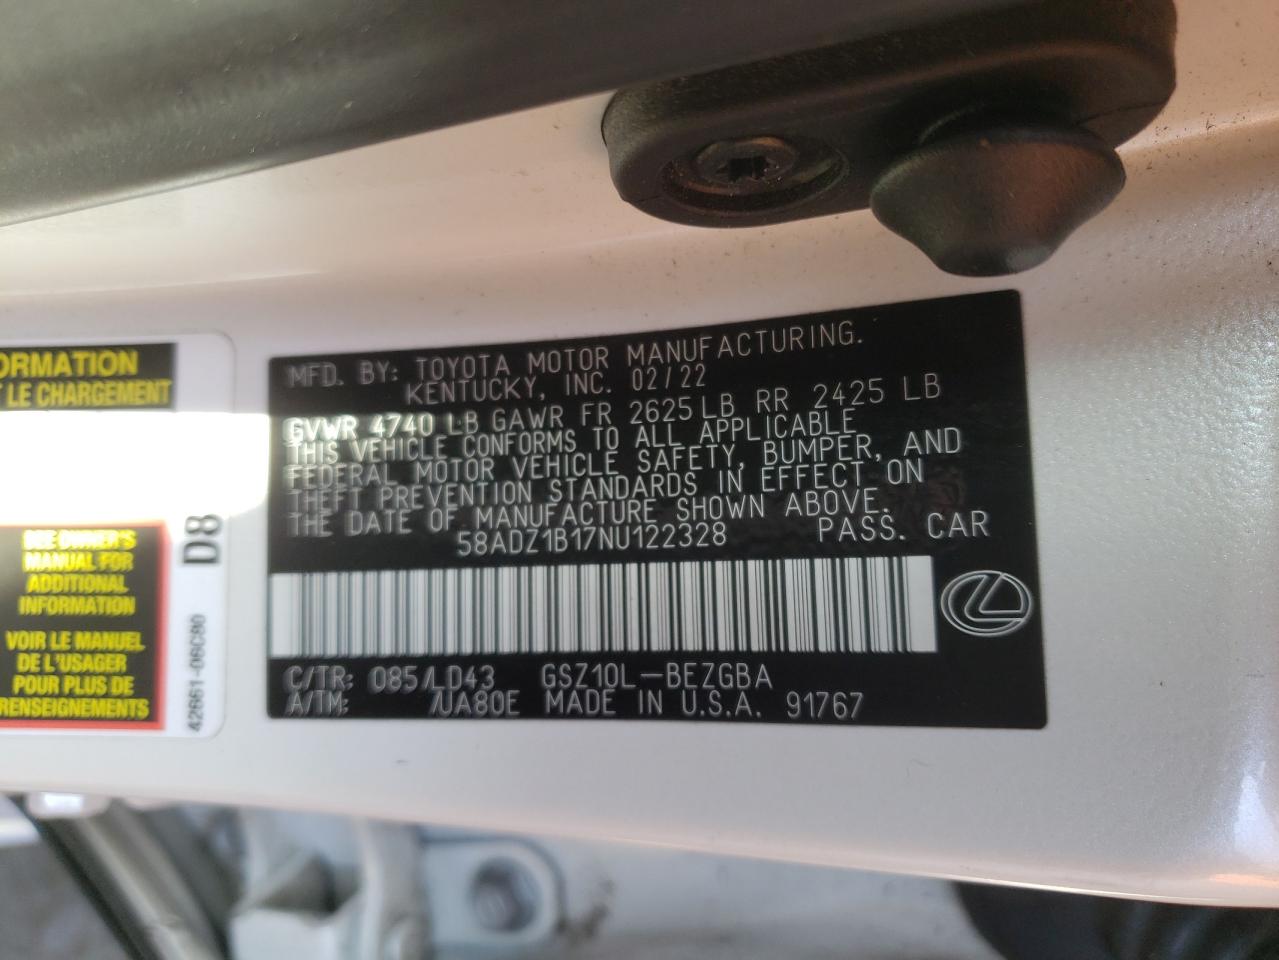 ORMATION
T LE CHARGEMENT
SEE OWNER'S
MANUAL FOR
ADDITIONAL
INFORMATION
VOIR LE MANUEL
DE L'USAGER
POUR PLUS DE
RENSEIGNEMENTS
D8
42661-06C80
MFD. BY: TOYOTA MOTOR MANUFACTURING.
KENTUCKY, INC. 02/22
GVWR 4740 LB GAWR FR 2625 LB RR 2425 LB
THIS VEHICLE CONFORMS TO ALL APPLICABLE
FEDERAL MOTOR VEHICLE SAFETY, BUMPER, AND
THEFT PREVENTION STANDARDS IN EFFECT ON
THE DATE OF MANUFACTURE SHOWN ABOVE.
58ADZ1B17NU122328 PASS. CAR
C/TR: 085/LD43 GSZ10L-BEZGBA
A/TM: /UA80E MADE IN U.S.A. 91767